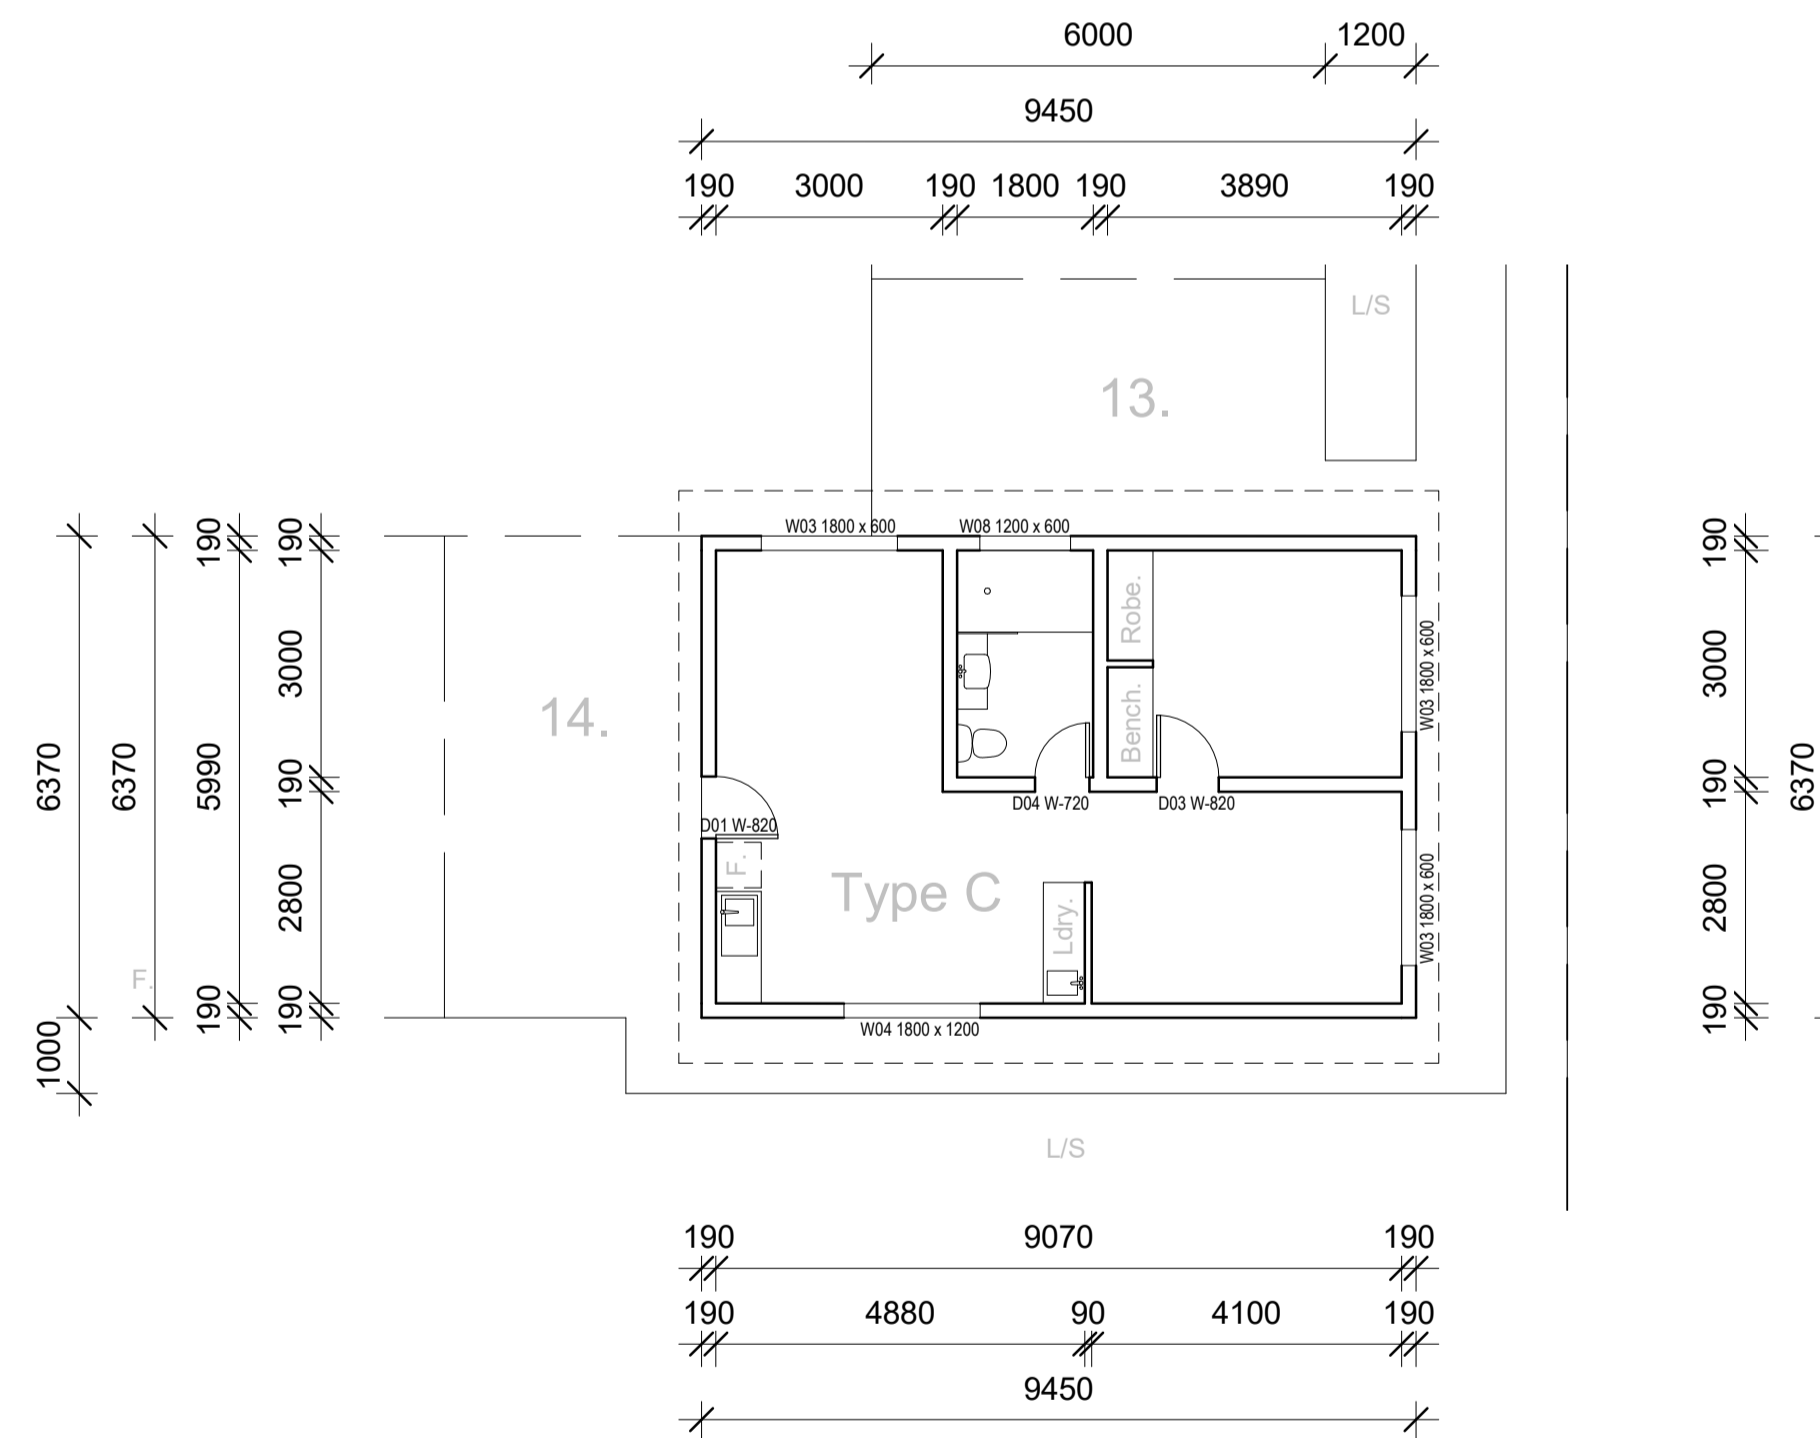 6000 1200
9450
190 3000 190 1800 190 3890 190
L/S
13.
W03 1800 x 600 W08 1200 x 600
190 190 190
Robe.
3000 3000
W03 1800 x 600
14.
Bench.
6370 6370 5990 190 190 6370
D04 W-720 D03 W-820
D01 W-820
F.
Type C
2800 2800
Ldry.
W03 1800 x 600
F.
190 190 190
W04 1800 x 1200
1000
L/S
190 9070 190
190 4880 90 4100 190
9450